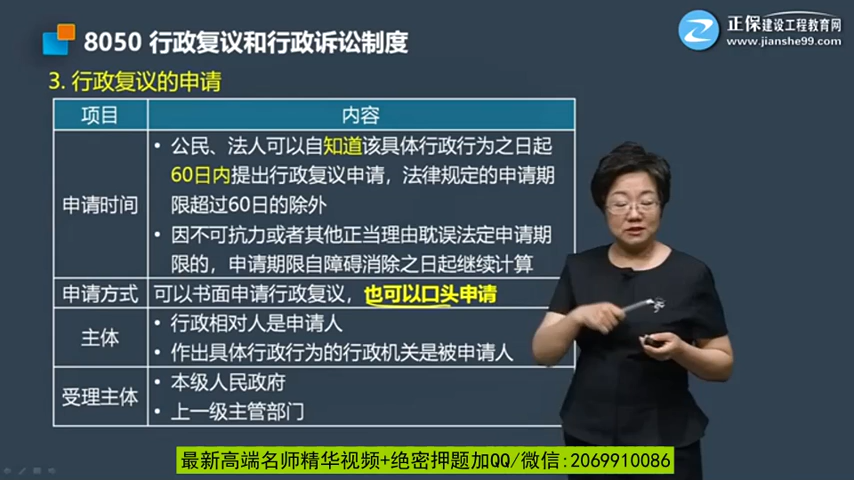 8050 行政复议和行政诉讼制度
正保建设工程教育网
www.jianshe99.com
3. 行政复议的申请
项目 内容
申请时间
• 公民、法人可以自知道该具体行政行为之日起
60日内提出行政复议申请，法律规定的申请期
限超过60日的除外
• 因不可抗力或者其他正当理由耽误法定申请期
限的，申请期限自障碍消除之日起继续计算
申请方式 可以书面申请行政复议，也可以口头申请
主体
• 行政相对人是申请人
• 作出具体行政行为的行政机关是被申请人
受理主体
• 本级人民政府
• 上一级主管部门
最新高端名师精华视频+绝密押题加QQ/微信:2069910086